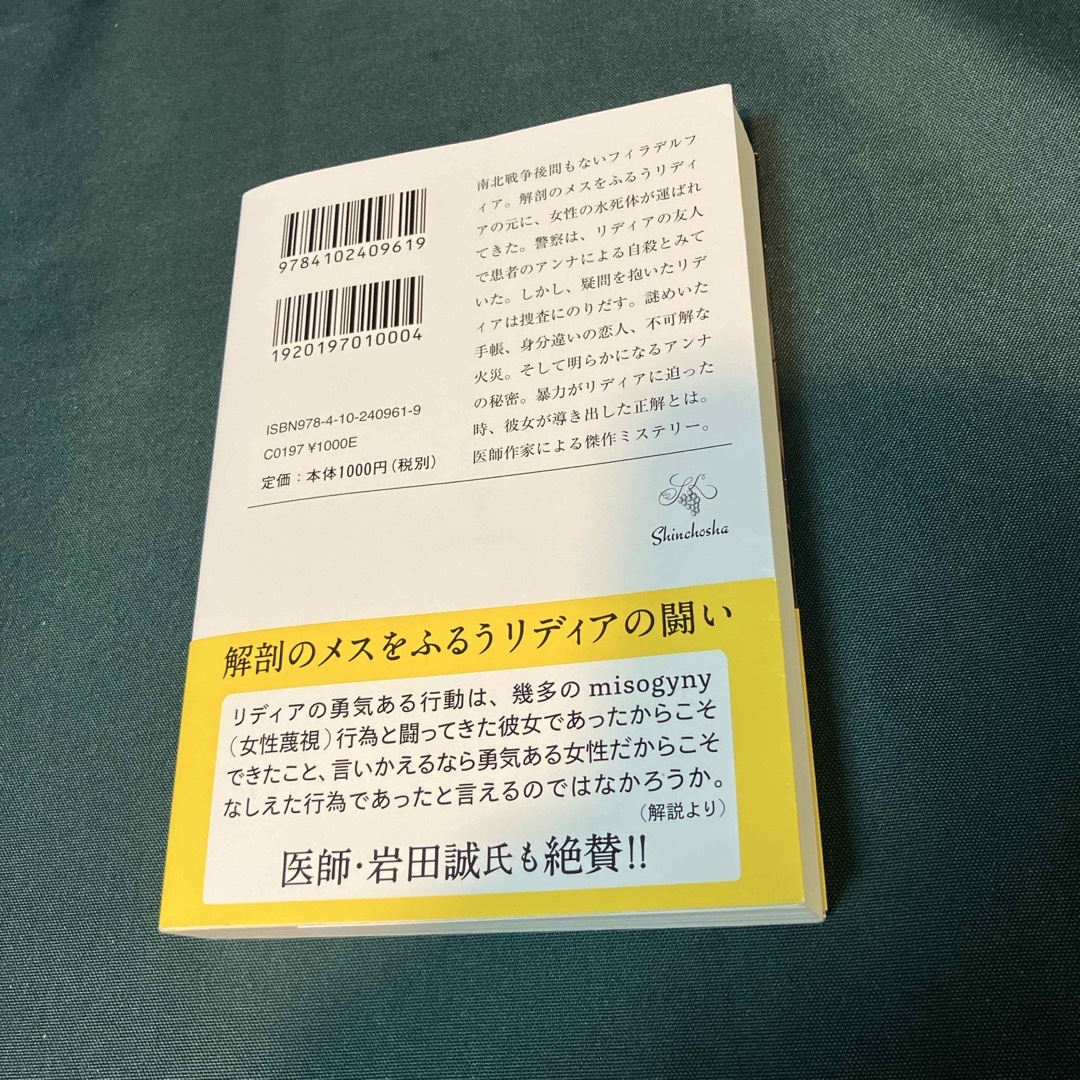 9784102409619
1920197010004
ISBN978-4-10-240961-9
C0197 ¥1000E
定価：本体1000円（税別）
南北戦争後間もないフィラデルフ
ィア。解剖のメスをふるうリディ
アの元に、女性の水死体が運ばれ
てきた。警察は、リディアの友人
で患者のアンナによる自殺とみて
いた。しかし、疑問を抱いたリデ
ィアは捜査にのりだす。謎めいた
手帳、身分違いの恋人、不可解な
火災。そして明らかになるアンナ
の秘密。暴力がリディアに迫った
時、彼女が導き出した正解とは。
医師作家による傑作ミステリー。
Shinchosha
解剖のメスをふるうリディアの闘い
リディアの勇気ある行動は、幾多のmisogyny
（女性蔑視）行為と闘ってきた彼女であったからこそ
できたこと、言いかえるなら勇気ある女性だからこそ
なしえた行為であったと言えるのではなかろうか。
（解説より）
医師・岩田誠氏も絶賛!!